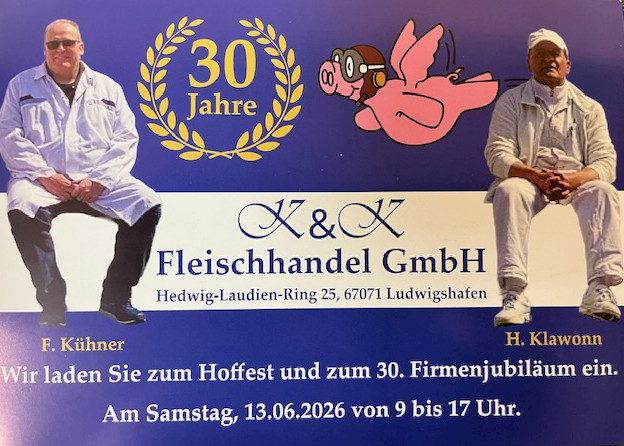 30
Jahre
K & K
Fleischhandel GmbH
Hedwig-Laudien-Ring 25, 67071 Ludwigshafen
F. Kühner
H. Klawonn
Wir laden Sie zum Hoffest und zum 30. Firmenjubiläum ein.
Am Samstag, 13.06.2026 von 9 bis 17 Uhr.